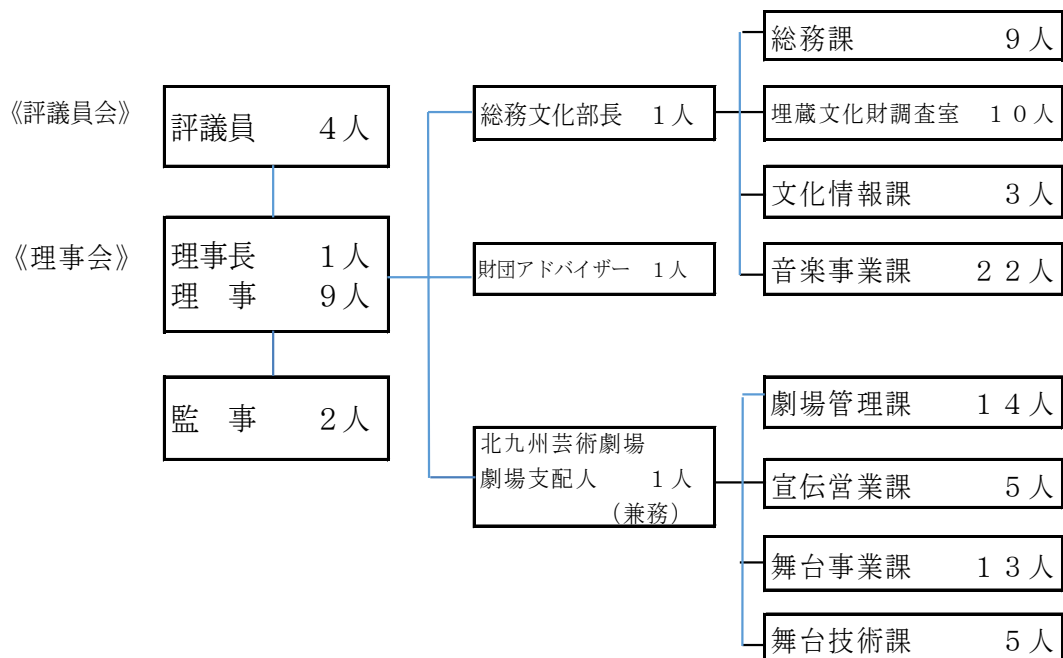 《評議員会》
評議員 4人
《理事会》
理事長 1人
理 事 9人
監 事 2人
総務文化部長 1人
財団アドバイザー 1人
北九州芸術劇場
劇場支配人 1人
(兼務)
総務課 9人
埋蔵文化財調査室 10人
文化情報課 3人
音楽事業課 22人
劇場管理課 14人
宣伝営業課 5人
舞台事業課 13人
舞台技術課 5人